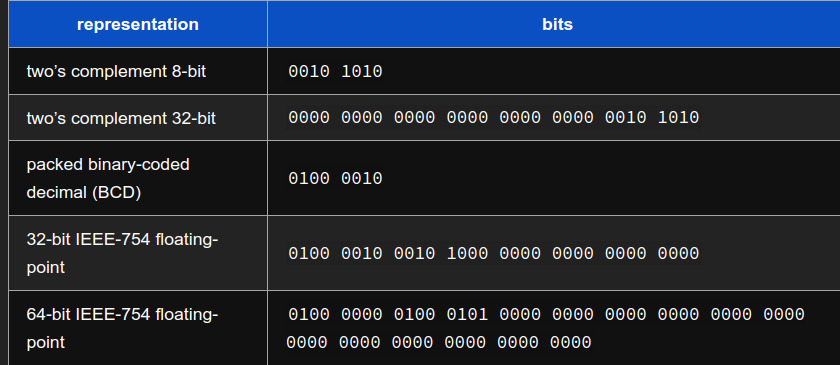 representation bits
two’s complement 8-bit 0010 1010
two’s complement 32-bit 0000 0000 0000 0000 0000 0000 0010 1010
packed binary-coded
decimal (BCD) 0100 0010
32-bit IEEE-754 floating-
point 0100 0010 0010 1000 0000 0000 0000 0000
64-bit IEEE-754 floating- 0100 0000 0100 0101 0000 0000 0000 0000 0000 0000
point 0000 0000 0000 0000 0000 0000